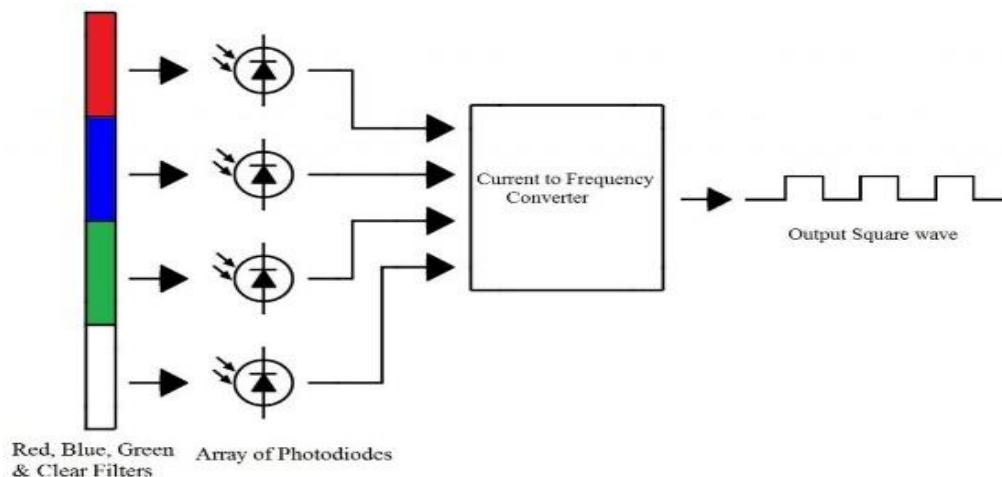 Current to Frequency
Converter
Output Square wave
Red, Blue, Green
& Clear Filters
Array of Photodiodes